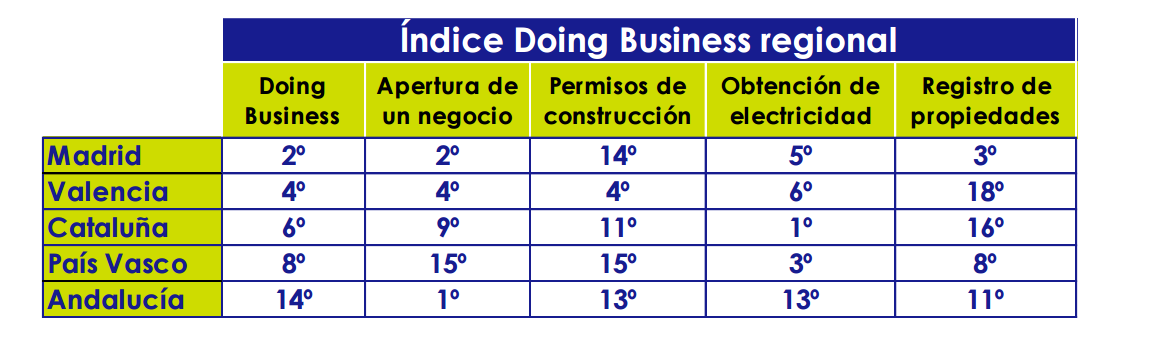 Índice Doing Business regional
Doing Business Apertura de un negocio Permisos de construcción Obtención de electricidad Registro de propiedades
Madrid 2º 2º 14º 5º 3º
Valencia 4º 4º 4º 6º 18º
Cataluña 6º 9º 11º 1º 16º
País Vasco 8º 15º 15º 3º 8º
Andalucía 14º 1º 13º 13º 11º